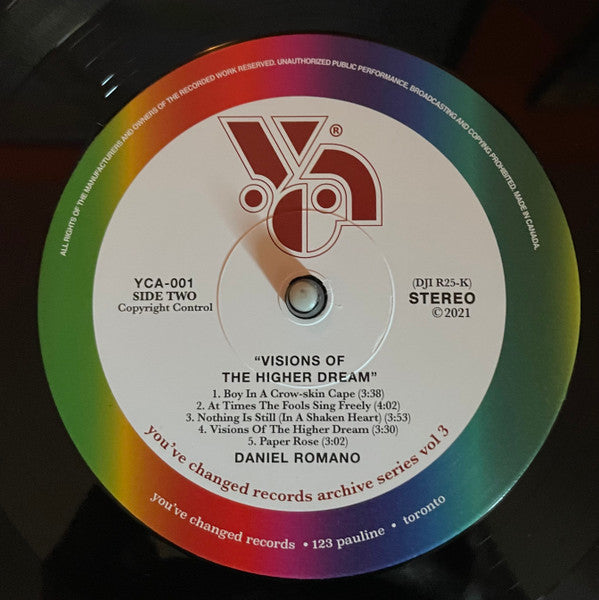 ALL RIGHTS OF THE MANUFACTURERS AND OWNERS OF THE RECORDED WORK RESERVED. UNAUTHORIZED PUBLIC PERFORMANCE, BROADCASTING AND COPYING PROHIBITED. MADE IN CANADA.
®
YCA-001
SIDE TWO
Copyright Control
(DJI R25-K)
STEREO
©2021
"VISIONS OF
THE HIGHER DREAM"
1. Boy In A Crow-skin Cape (3:38)
2. At Times The Fools Sing Freely (4:02)
3. Nothing Is Still (In A Shaken Heart) (3:53)
4. Visions Of The Higher Dream (3:30)
5. Paper Rose (3:02)
DANIEL ROMANO
you've changed records archive series vol 3
you've changed records • 123 pauline • toronto